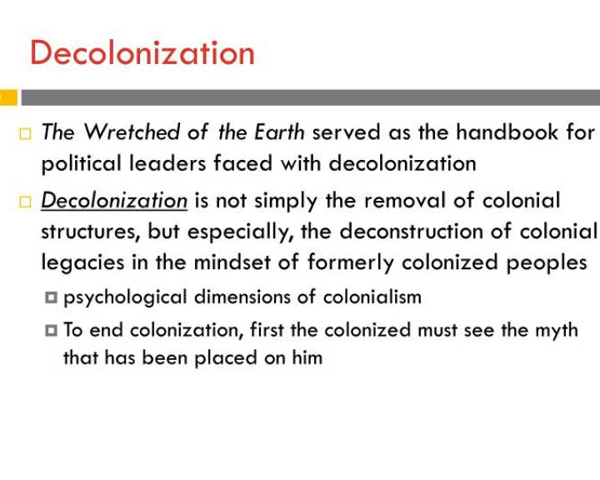 Decolonization
The Wretched of the Earth served as the handbook for
political leaders faced with decolonization
Decolonization is not simply the removal of colonial
structures, but especially, the deconstruction of colonial
legacies in the mindset of formerly colonized peoples
psychological dimensions of colonialism
To end colonization, first the colonized must see the myth
that has been placed on him